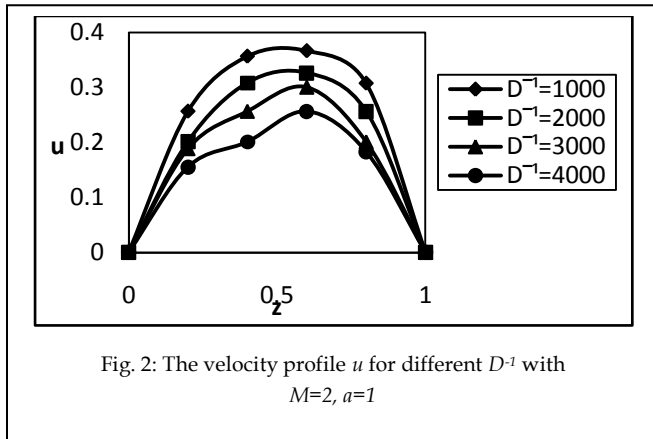 0.4
0.3
0.2
0.1
0
u
0 0.5 1
z
D⁻¹=1000
D⁻¹=2000
D⁻¹=3000
D⁻¹=4000
Fig. 2: The velocity profile u for different D⁻¹ with
M=2, a=1